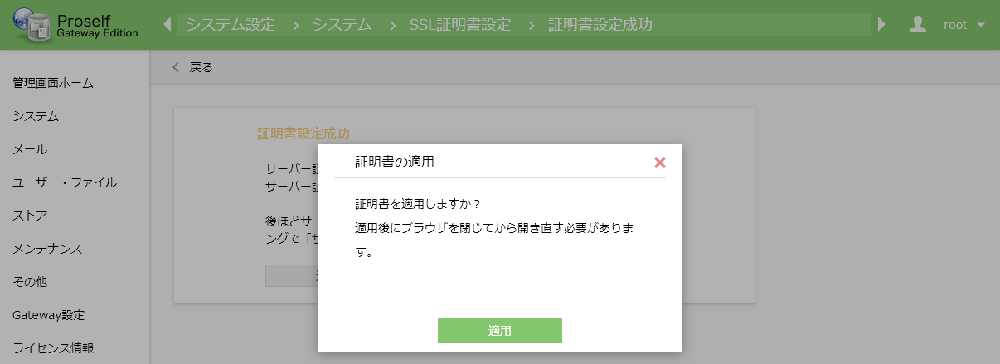 Proself
Gateway Edition
システム設定 > システム > SSL証明書設定 > 証明書設定成功
root
戻る
管理画面ホーム
システム
メール
ユーザー・ファイル
ストア
メンテナンス
その他
Gateway設定
ライセンス情報
証明書設定成功
サーバー
サーバー
後ほどサー
ングで「サ
証明書の適用
証明書を適用しますか？
適用後にブラウザを閉じてから開き直す必要がありま
す。
適用